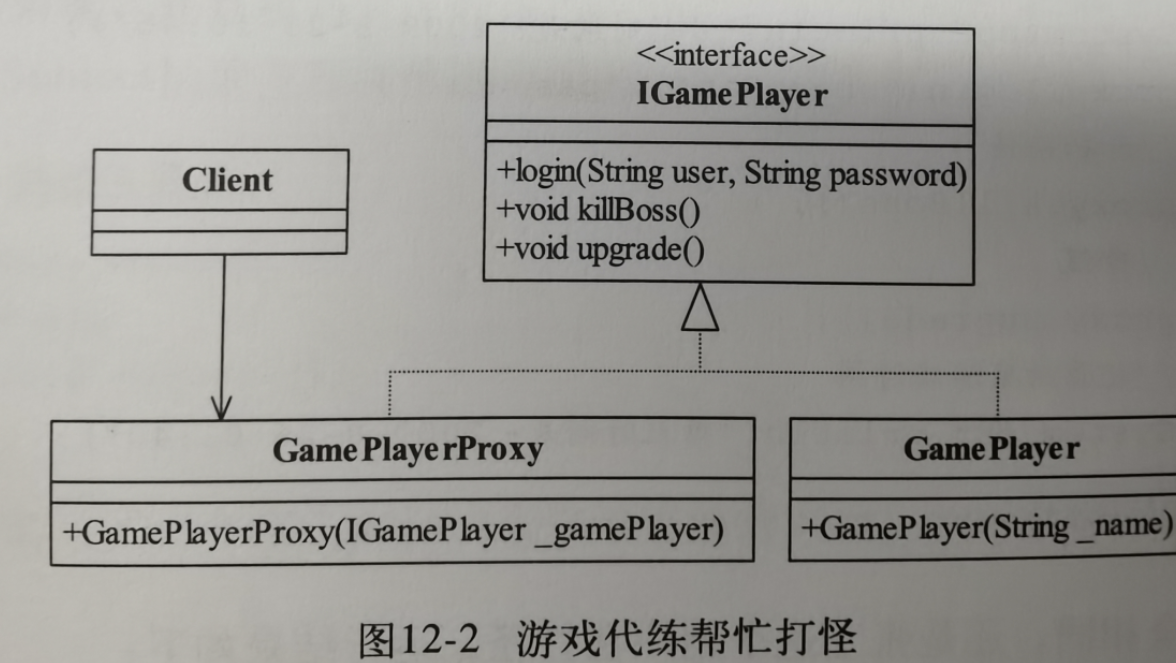 <<interface>>
IGamePlayer
+login(String user, String password)
+void killBoss()
+void upgrade()
Client
GamePlayerProxy
+GamePlayerProxy(IGamePlayer _gamePlayer)
GamePlayer
+GamePlayer(String _name)
图12-2 游戏代练帮忙打怪